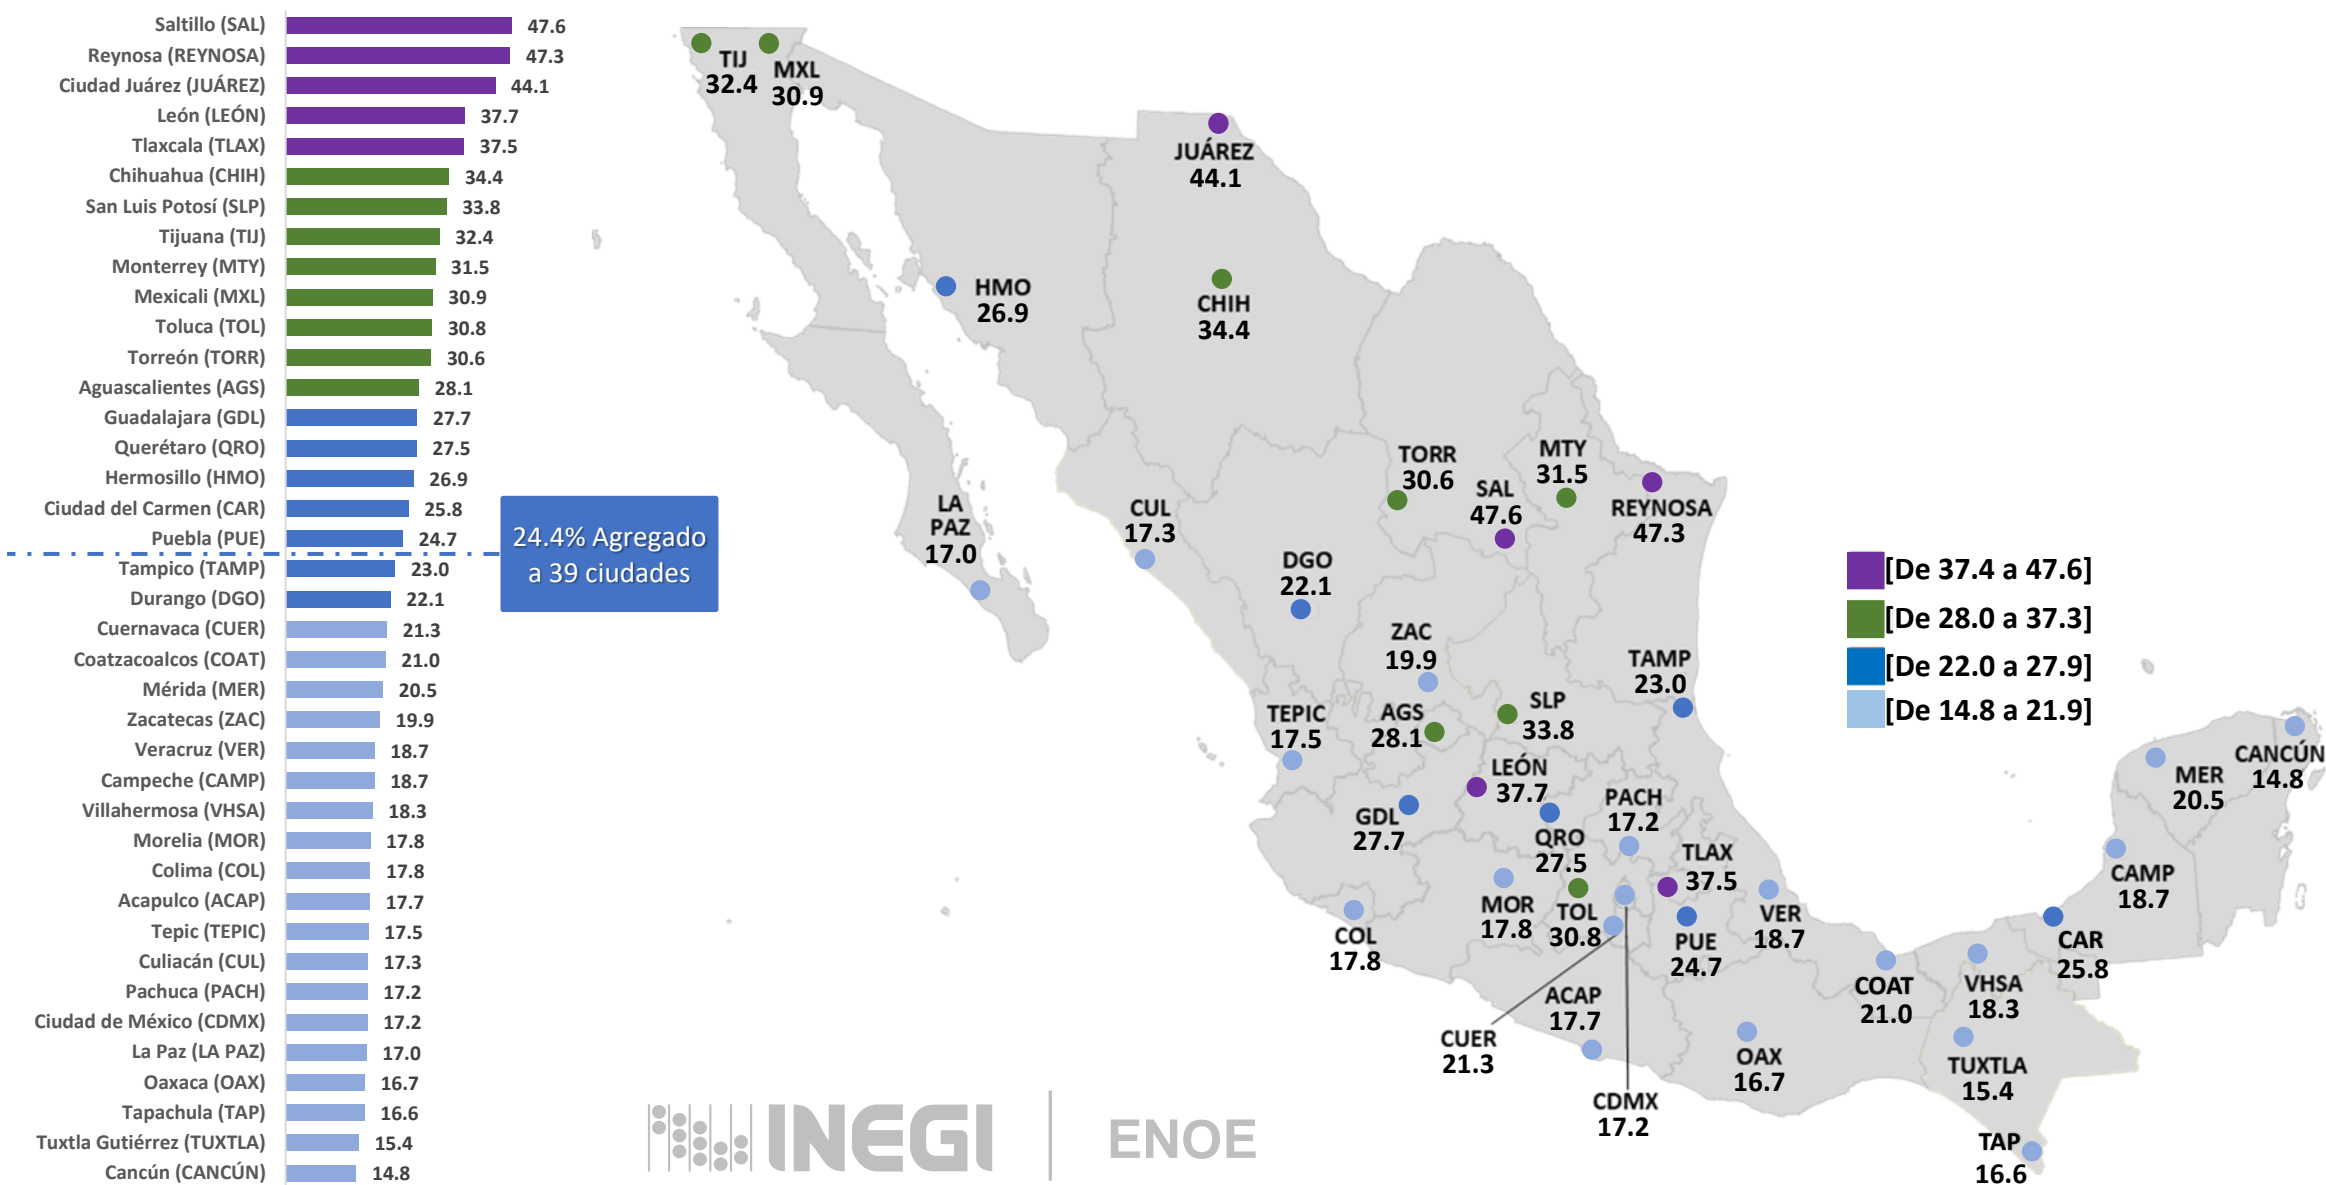 Saltillo (SAL) 47.6
Reynosa (REYNOSA) 47.3
Ciudad Juárez (JUÁREZ) 44.1
León (LEÓN) 37.7
Tlaxcala (TLAX) 37.5
Chihuahua (CHIH) 34.4
San Luis Potosí (SLP) 33.8
Tijuana (TIJ) 32.4
Monterrey (MTY) 31.5
Mexicali (MXL) 30.9
Toluca (TOL) 30.8
Torreón (TORR) 30.6
Aguascalientes (AGS) 28.1
Guadalajara (GDL) 27.7
Querétaro (QRO) 27.5
Hermosillo (HMO) 26.9
Ciudad del Carmen (CAR) 25.8
Puebla (PUE) 24.7
Tampico (TAMP) 23.0
Durango (DGO) 22.1
Cuernavaca (CUER) 21.3
Coatzacoalcos (COAT) 21.0
Mérida (MER) 20.5
Zacatecas (ZAC) 19.9
Veracruz (VER) 18.7
Campeche (CAMP) 18.7
Villahermosa (VHSA) 18.3
Morelia (MOR) 17.8
Colima (COL) 17.8
Acapulco (ACAP) 17.7
Tepic (TEPIC) 17.5
Culiacán (CUL) 17.3
Pachuca (PACH) 17.2
Ciudad de México (CDMX) 17.2
La Paz (LA PAZ) 17.0
Oaxaca (OAX) 16.7
Tapachula (TAP) 16.6
Tuxtla Gutiérrez (TUXTLA) 15.4
Cancún (CANCÚN) 14.8
24.4% Agregado
a 39 ciudades
TIJ
32.4
MXL
30.9
JUÁREZ
44.1
HMO
26.9
CHIH
34.4
TORR
30.6
MTY
31.5
SAL
47.6
REYNOSA
47.3
LA
PAZ
17.0
CUL
17.3
DGO
22.1
ZAC
19.9
TAMP
23.0
TEPIC
17.5
AGS
28.1
SLP
33.8
LEÓN
37.7
GDL
27.7
QRO
27.5
PACH
17.2
TLAX
37.5
MOR
17.8
TOL
30.8
COL
17.8
PUE
24.7
VER
18.7
ACAP
17.7
CUER
21.3
CDMX
17.2
OAX
16.7
COAT
21.0
VHSA
18.3
TUXTLA
15.4
TAP
16.6
CAR
25.8
CAMP
18.7
MER
20.5
CANCÚN
14.8
[De 37.4 a 47.6]
[De 28.0 a 37.3]
[De 22.0 a 27.9]
[De 14.8 a 21.9]
INEGI
ENOE